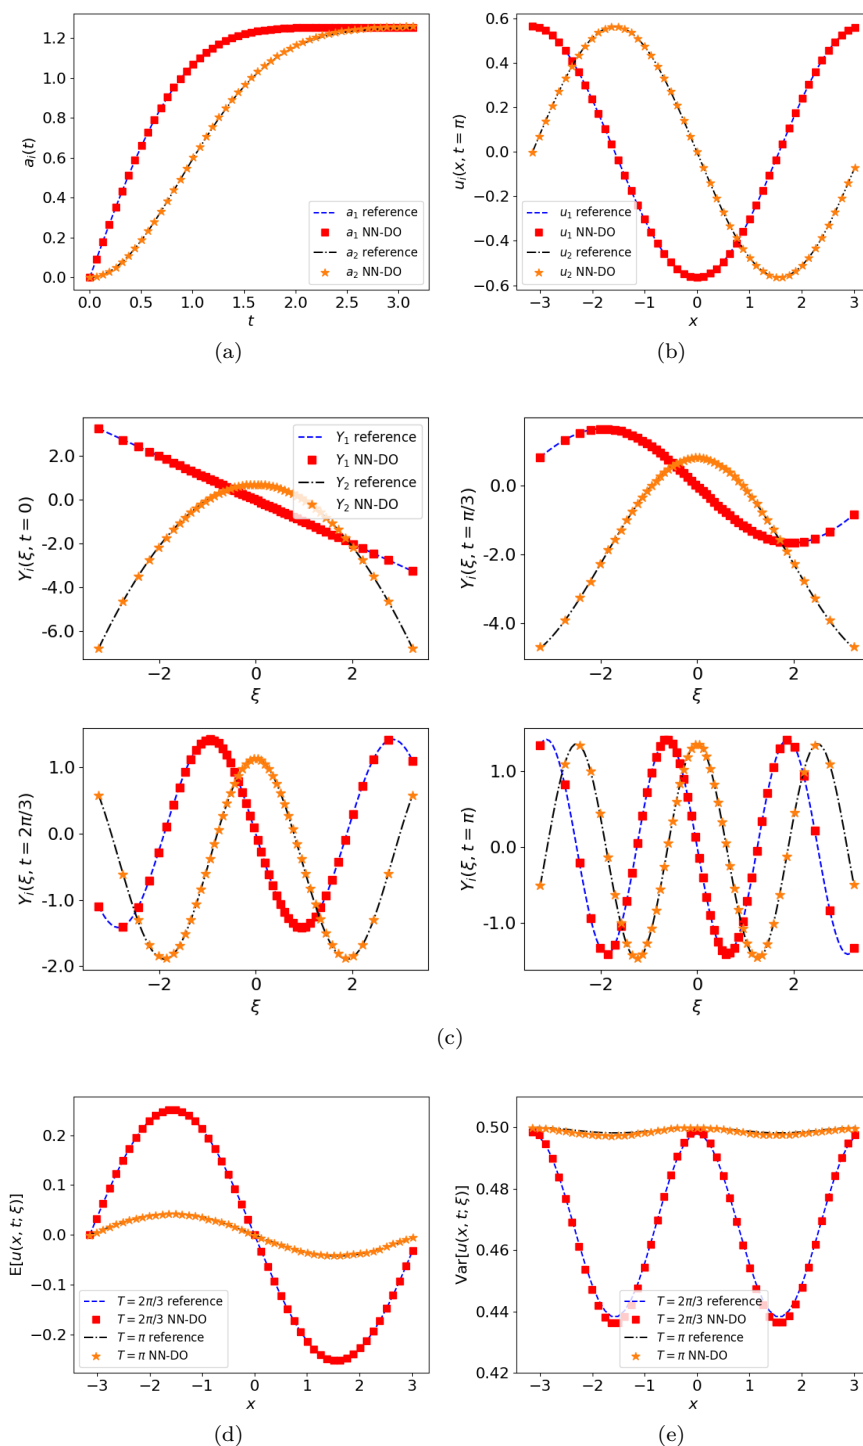 1.2
1.0
0.8
0.6
0.4
0.2
0.0
a_i(t)
0.0 0.5 1.0 1.5 2.0 2.5 3.0
t
a_1 reference
a_1 NN-DO
a_2 reference
a_2 NN-DO
(a)
0.6
0.4
0.2
0.0
−0.2
−0.4
−0.6
u_i(x, t = π)
−3 −2 −1 0 1 2 3
x
u_1 reference
u_1 NN-DO
u_2 reference
u_2 NN-DO
(b)
2.0
0.0
-2.0
-4.0
-6.0
Y_i(ξ, t = 0)
−2 0 2
ξ
Y_1 reference
Y_1 NN-DO
Y_2 reference
Y_2 NN-DO
0.0
-2.0
-4.0
Y_i(ξ, t = π/3)
−2 0 2
ξ
1.0
0.0
-1.0
-2.0
Y_i(ξ, t = 2π/3)
−2 0 2
ξ
1.0
0.0
-1.0
Y_i(ξ, t = π)
−2 0 2
ξ
(c)
0.2
0.1
0.0
−0.1
−0.2
E[u(x, t; ξ)]
−3 −2 −1 0 1 2 3
x
T = 2π/3 reference
T = 2π/3 NN-DO
T = π reference
T = π NN-DO
(d)
0.50
0.48
0.46
0.44
0.42
Var[u(x, t; ξ)]
−3 −2 −1 0 1 2 3
x
T = 2π/3 reference
T = 2π/3 NN-DO
T = π reference
T = π NN-DO
(e)